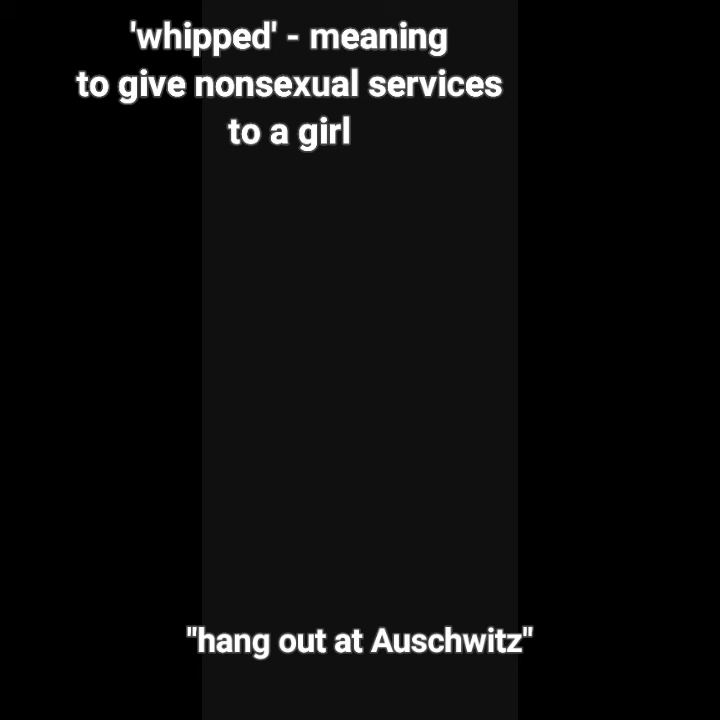 'whipped' - meaning
to give nonsexual services
to a girl
"hang out at Auschwitz"